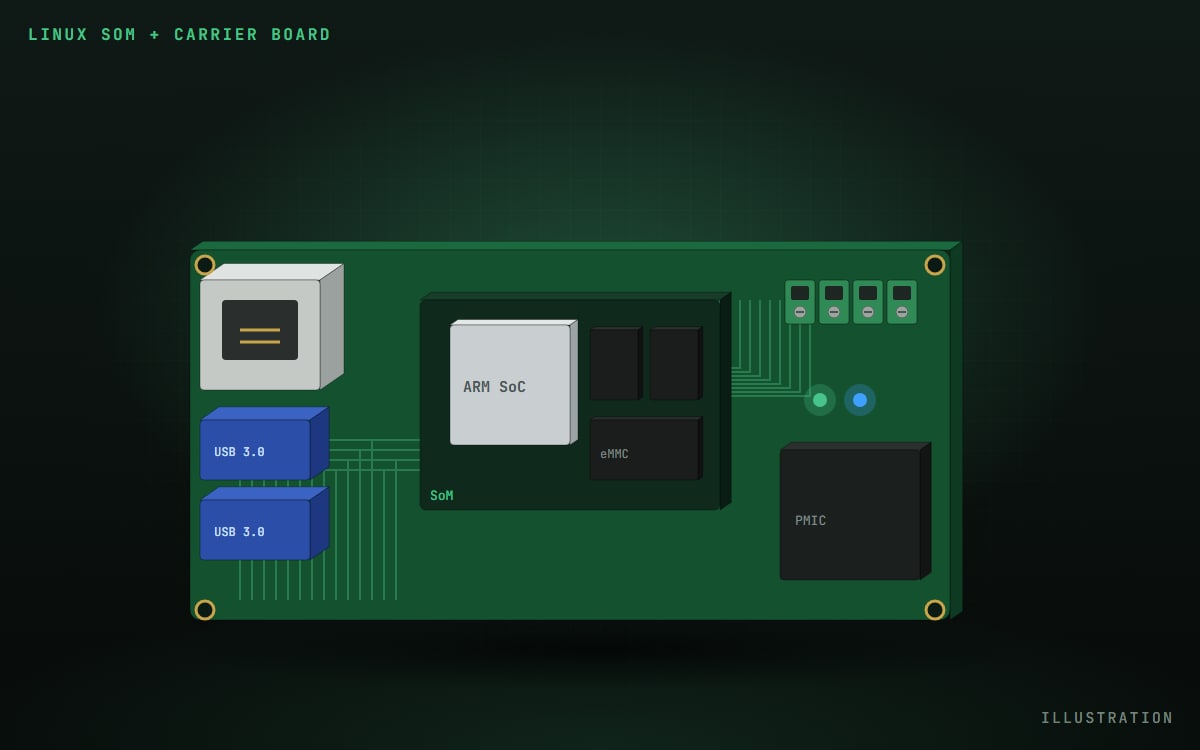 LINUX SOM + CARRIER BOARD
ARM SoC
eMMC
USB 3.0
SoM
PMIC
USB 3.0
ILLUSTRATION